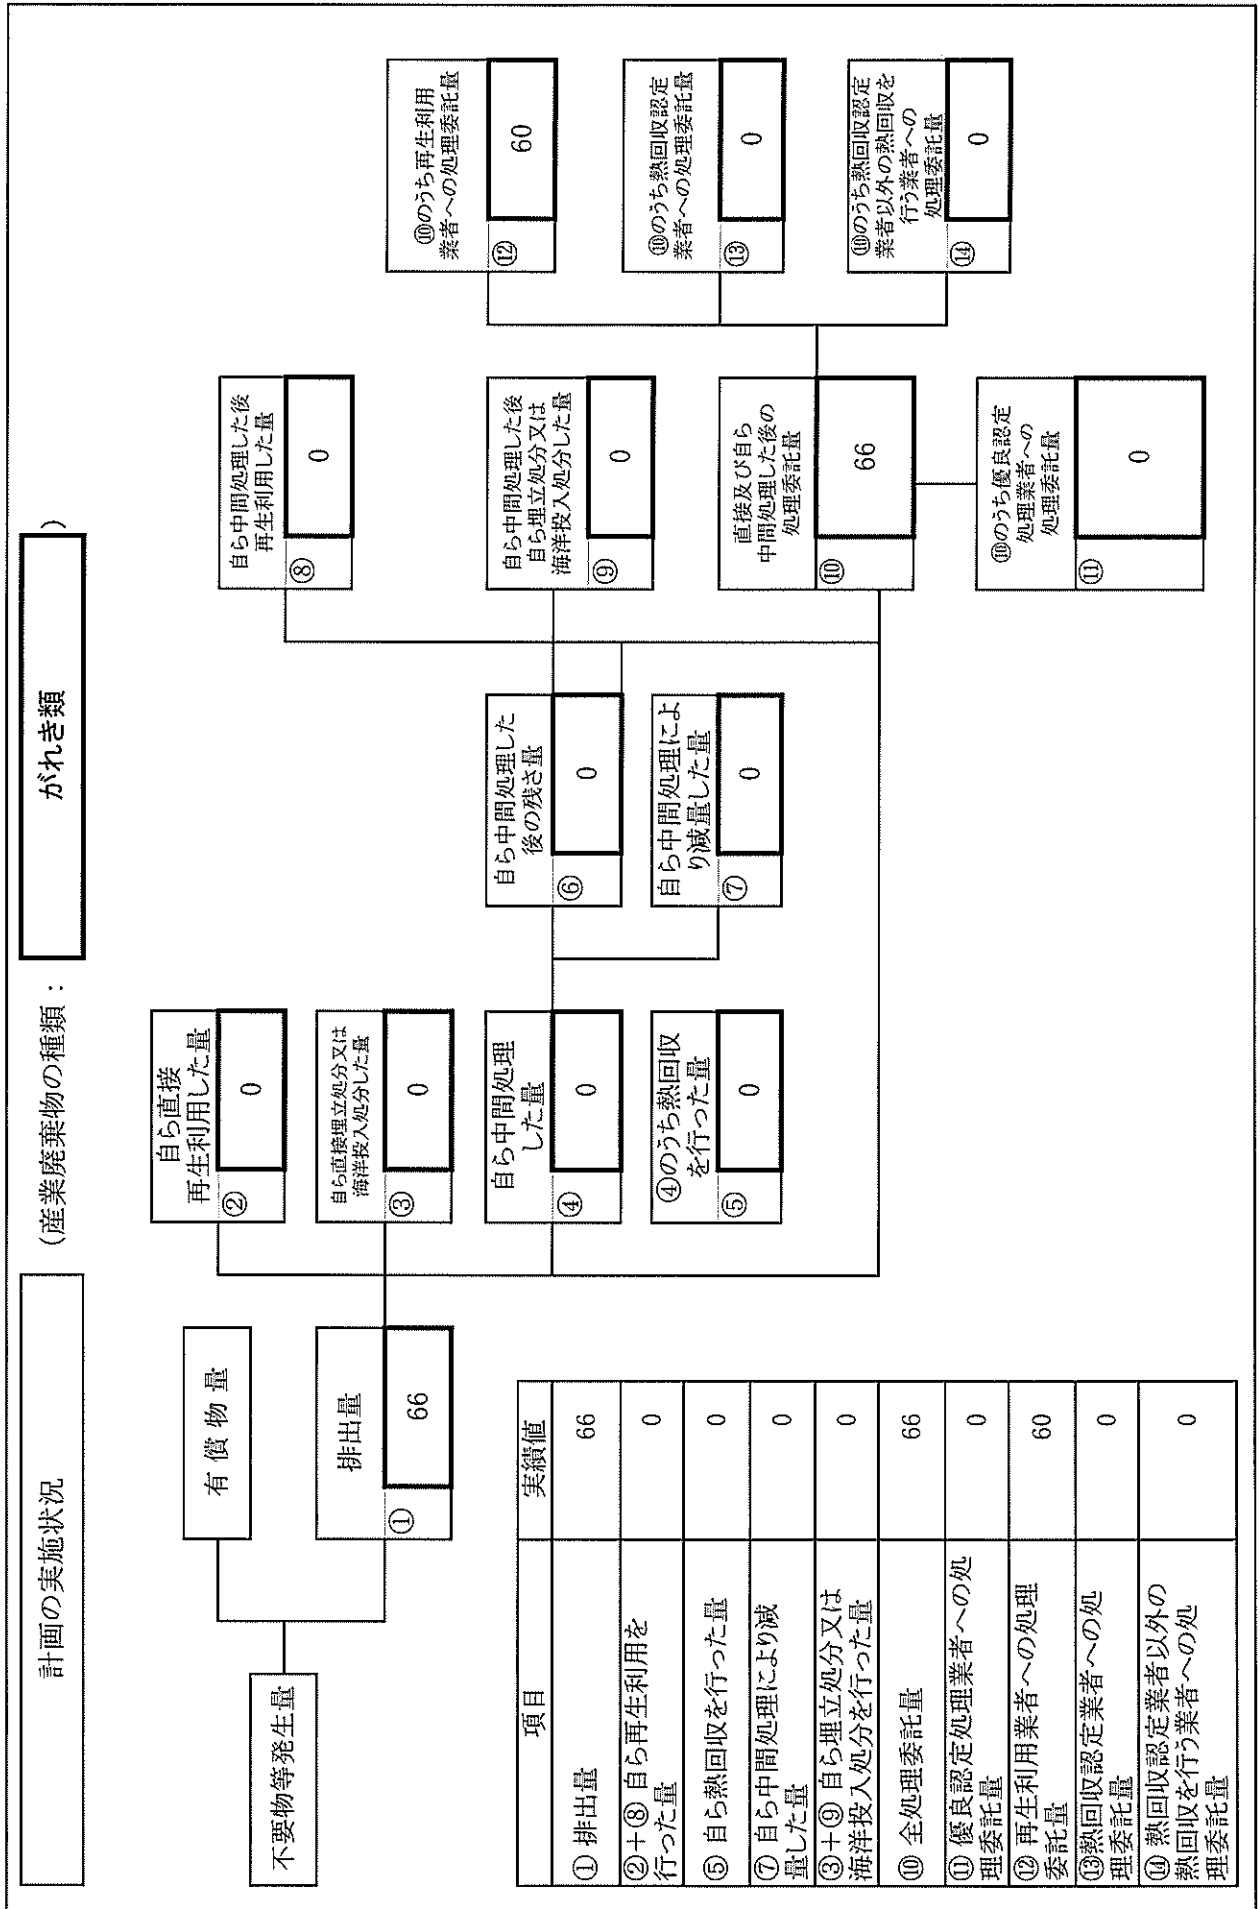 計画の実施状況
(産業廃棄物の種類：
がれき類
)
不要物等発生量
有 償 物 量
排出量
①
66
自ら直接
再生利用した量
②
0
自ら直接埋立処分又は
海洋投入処分した量
③
0
自ら中間処理
した量
④
0
④のうち熱回収
を行った量
⑤
0
自ら中間処理した
後の残さ量
⑥
0
自ら中間処理によ
り減量した量
⑦
0
自ら中間処理した後
再生利用した量
⑧
0
自ら中間処理した後
自ら埋立処分又は
海洋投入処分した量
⑨
0
直接及び自ら
中間処理した後の
処理委託量
⑩
66
⑩のうち優良認定
処理業者への
処理委託量
⑪
0
⑩のうち再生利用
業者への処理委託量
⑫
60
⑩のうち熱回収認定
業者への処理委託量
⑬
0
⑩のうち熱回収認定
業者以外の熱回収を
行う業者への
処理委託量
⑭
0
項目 実績値
① 排出量 66
②＋⑧ 自ら再生利用を
行った量 0
⑤ 自ら熱回収を行った量 0
⑦ 自ら中間処理により減
量した量 0
③＋⑨ 自ら埋立処分又は
海洋投入処分を行った量 0
⑩ 全処理委託量 66
⑪ 優良認定処理業者への処
理委託量 0
⑫ 再生利用業者への処理
委託量 60
⑬熱回収認定業者への処
理委託量 0
⑭ 熱回収認定業者以外の
熱回収を行う業者への処
理委託量 0